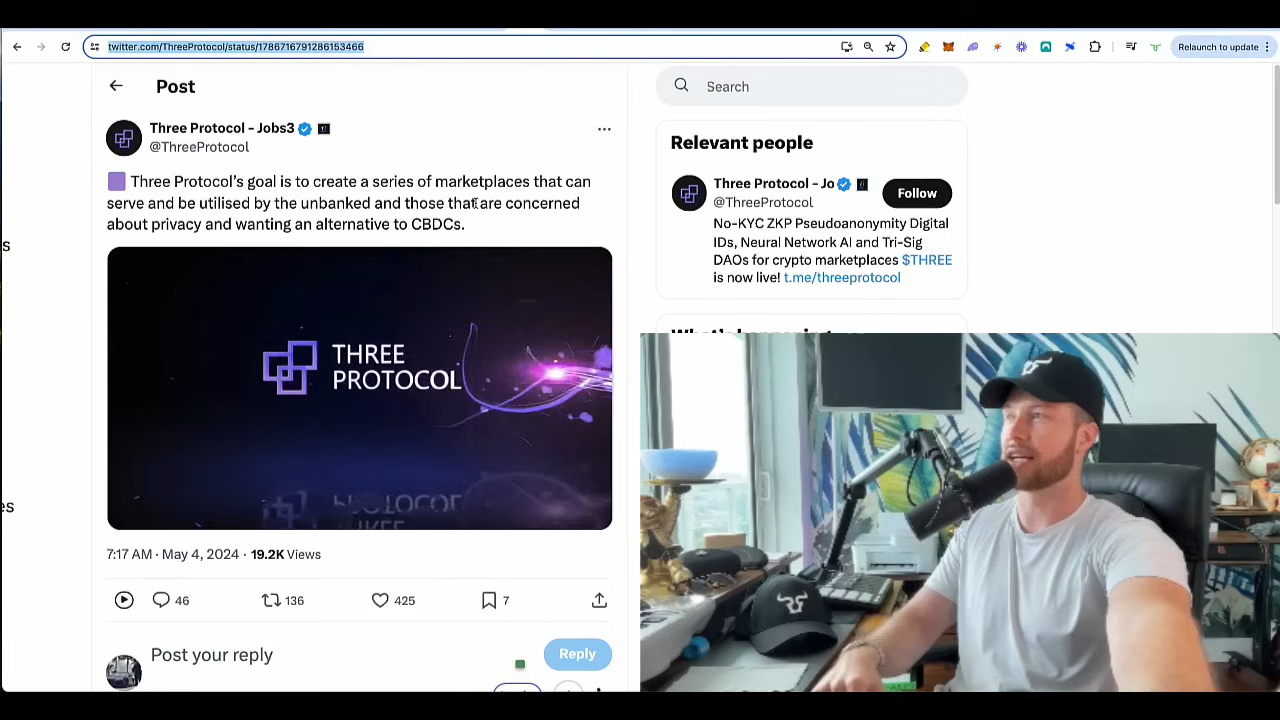 twitter.com/ThreeProtocol/status/1786716791286153466
Relaunch to update
Post
Search
Three Protocol - Jobs3
@ThreeProtocol
Three Protocol's goal is to create a series of marketplaces that can
serve and be utilised by the unbanked and those that are concerned
about privacy and wanting an alternative to CBDCs.
THREE
PROTOCOL
7:17 AM · May 4, 2024 · 19.2K Views
46
136
425
7
Post your reply
Reply
Relevant people
Three Protocol - Jo
@ThreeProtocol
Follow
No-KYC ZKP Pseudoanonymity Digital
IDs, Neural Network AI and Tri-Sig
DAOs for crypto marketplaces $THREE
is now live! t.me/threeprotocol
What's happening
s
es